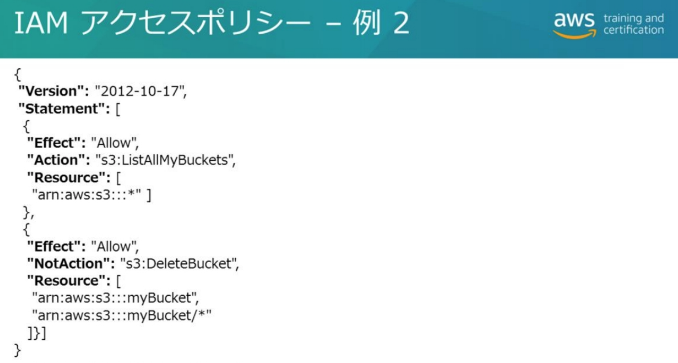 IAM アクセスポリシー – 例 2
aws training and certification
{
"Version": "2012-10-17",
"Statement": [
{
"Effect": "Allow",
"Action": "s3:ListAllMyBuckets",
"Resource": [
"arn:aws:s3:::*" ]
},
{
"Effect": "Allow",
"NotAction": "s3:DeleteBucket",
"Resource": [
"arn:aws:s3:::myBucket",
"arn:aws:s3:::myBucket/*"
]}]
}